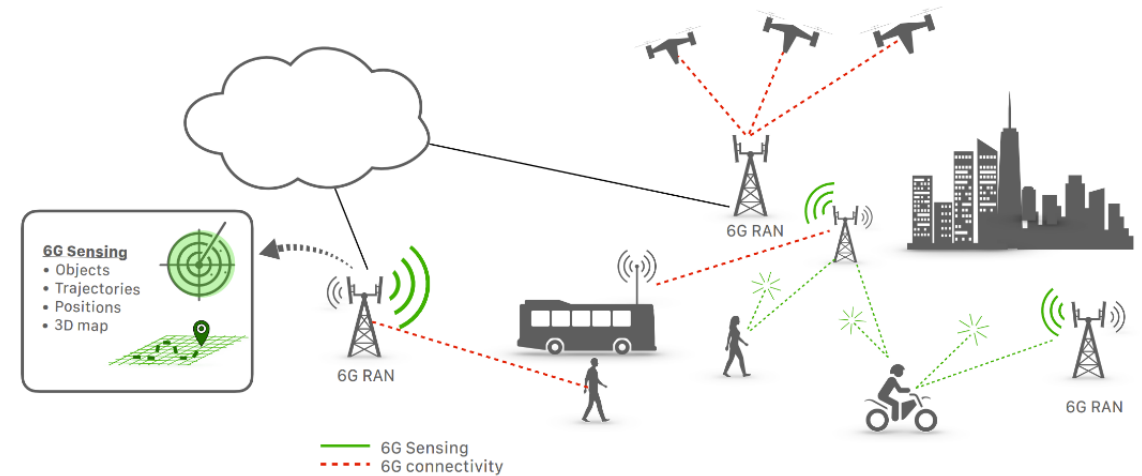 6G RAN
6G Sensing
• Objects
• Trajectories
• Positions
• 3D map
6G RAN
6G RAN
6G Sensing
6G connectivity